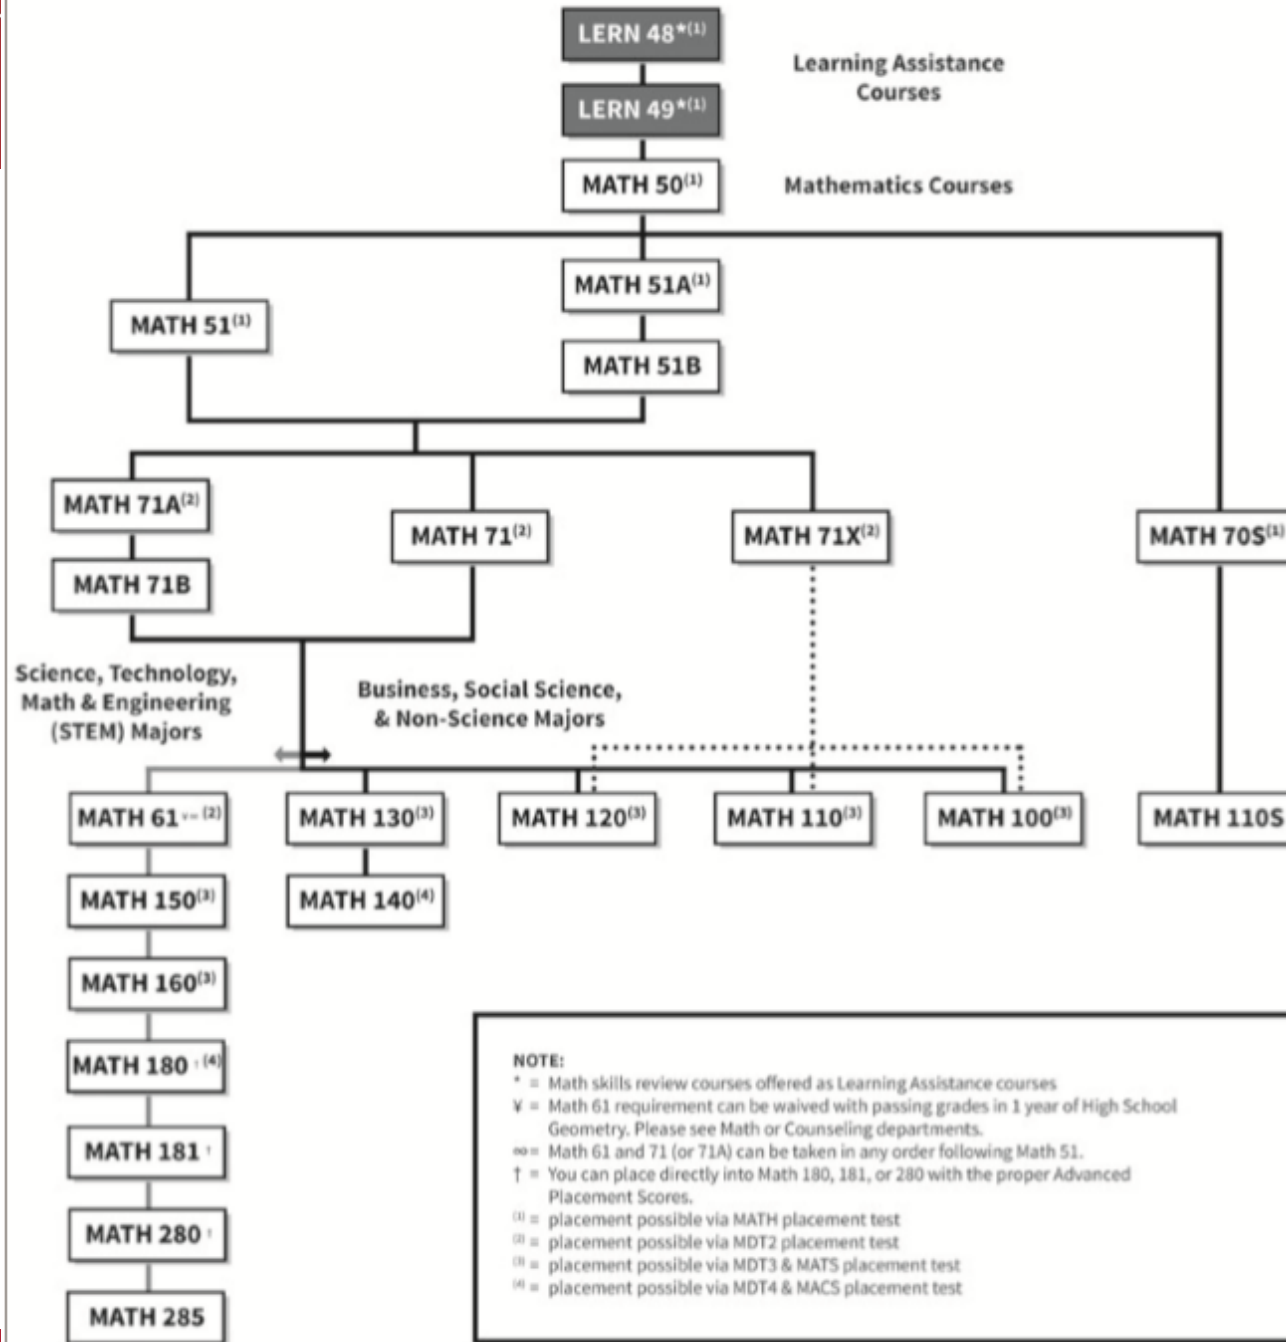 LERN 48*(1)
Learning Assistance
Courses
LERN 49*(1)
MATH 50(1)
Mathematics Courses
MATH 51A(1)
MATH 51(1)
MATH 51B
MATH 71A(2)
MATH 71(2)
MATH 71X(2)
MATH 70S(1)
MATH 71B
Science, Technology,
Math & Engineering
(STEM) Majors
Business, Social Science,
& Non-Science Majors
MATH 61 ¥∞ (2)
MATH 130(3)
MATH 120(3)
MATH 110(3)
MATH 100(3)
MATH 110S
MATH 150(3)
MATH 140(4)
MATH 160(3)
MATH 180 † (4)
MATH 181 †
MATH 280 †
MATH 285
NOTE:
* = Math skills review courses offered as Learning Assistance courses
¥ = Math 61 requirement can be waived with passing grades in 1 year of High School
Geometry. Please see Math or Counseling departments.
∞ = Math 61 and 71 (or 71A) can be taken in any order following Math 51.
† = You can place directly into Math 180, 181, or 280 with the proper Advanced
Placement Scores.
(1) = placement possible via MATH placement test
(2) = placement possible via MDT2 placement test
(3) = placement possible via MDT3 & MATS placement test
(4) = placement possible via MDT4 & MACS placement test